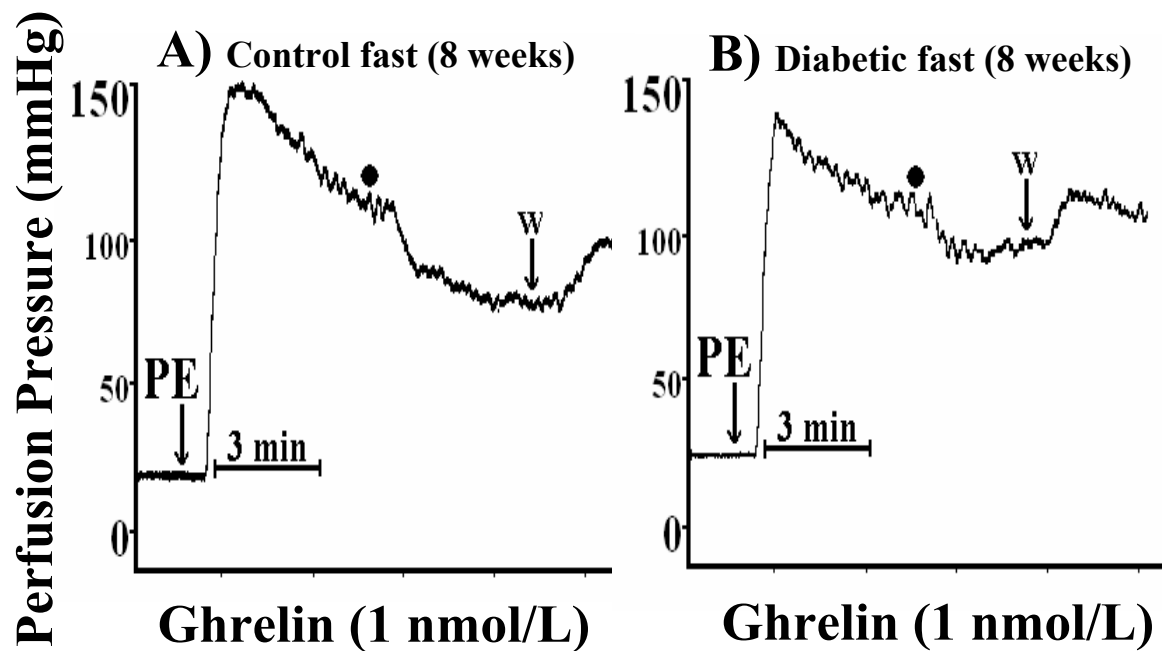 Perfusion Pressure (mmHg)
A) Control fast (8 weeks)
150
100
50
0
PE
3 min
W
Ghrelin (1 nmol/L)
B) Diabetic fast (8 weeks)
150
100
50
0
PE
3 min
W
Ghrelin (1 nmol/L)